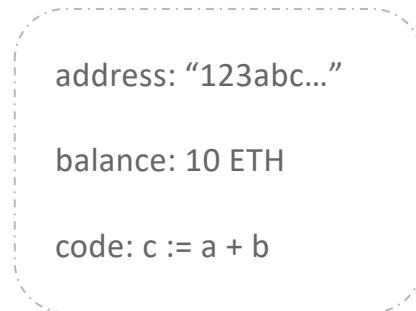 address: “123abc…”
balance: 10 ETH
code: c := a + b